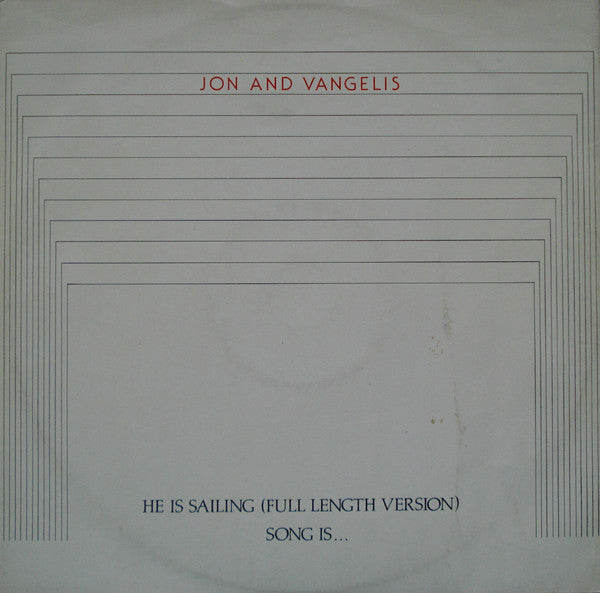 JON AND VANGELIS
HE IS SAILING (FULL LENGTH VERSION)
SONG IS...